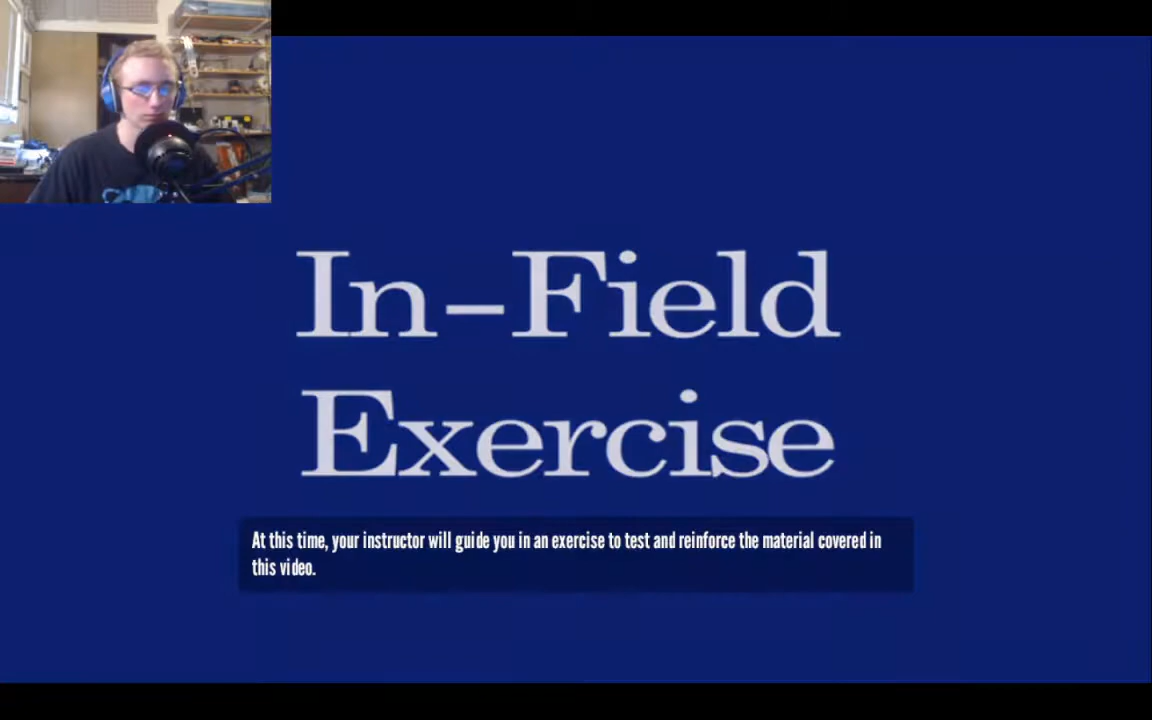 In-Field
Exercise
At this time, your instructor will guide you in an exercise to test and reinforce the material covered in
this video.